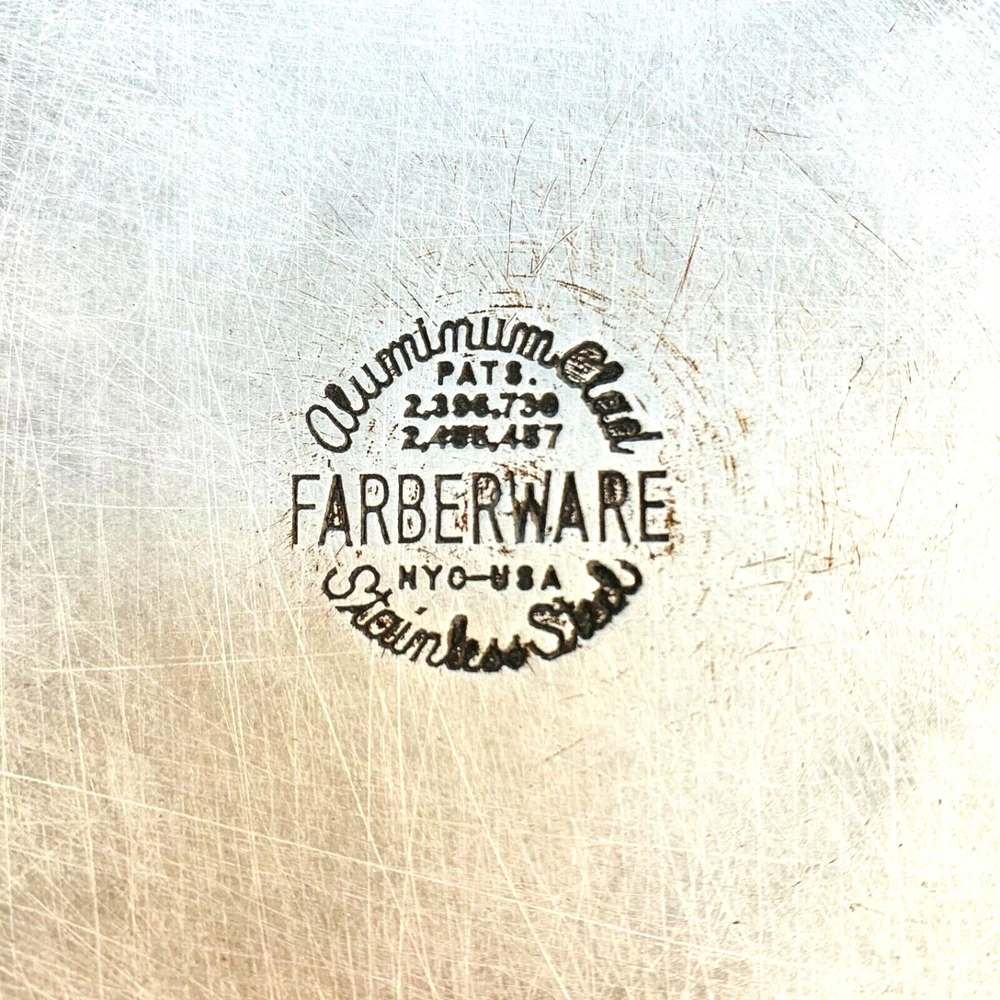 Aluminum Clad
PATS.
2,396,730
FARBERWARE
NYC-USA
Stainless Steel